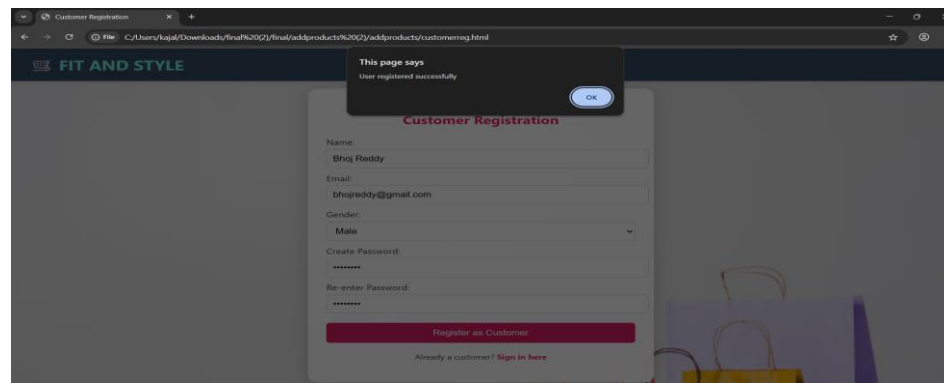 Customer Registration
File C:/Users/kajal/Downloads/final%20(2)/final/addproducts%20(2)/addproducts/customerreg.html
FIT AND STYLE
This page says
User registered successfully
OK
Customer Registration
Name:
Bhoj Reddy
Email:
bhojreddy@gmail.com
Gender:
Male
Create Password:
••••••••
Re-enter Password:
••••••••
Register as Customer
Already a customer? Sign in here